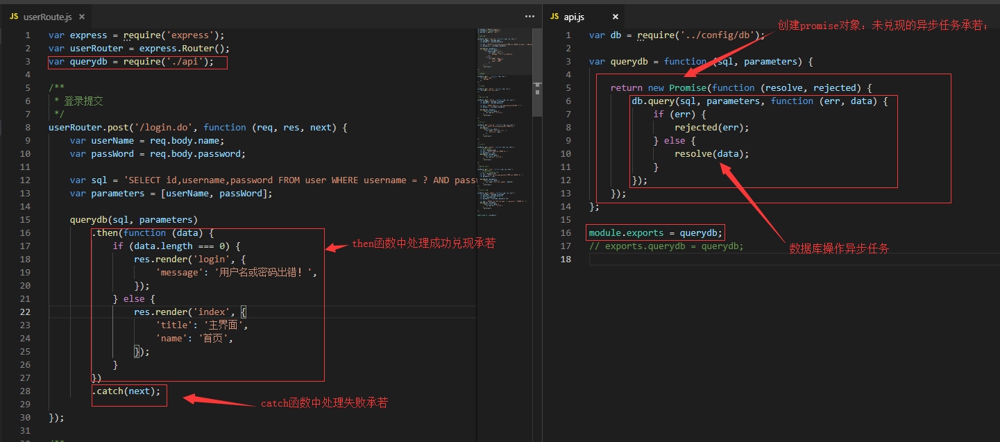 JS userRoute.js ×
1 var express = require('express');
2 var userRouter = express.Router();
3 var querydb = require('./api');
4
5 /**
6 * 登录提交
7 */
8 userRouter.post('/login.do', function (req, res, next) {
9 var userName = req.body.name;
10 var passWord = req.body.password;
11
12 var sql = 'SELECT id,username,password FROM user WHERE username = ? AND passw
13 var parameters = [userName, passWord];
14
15 querydb(sql, parameters)
16 .then(function (data) {
17 if (data.length === 0) {
18 res.render('login', {
19 'message': '用户名或密码出错！',
20 });
21 } else {
22 res.render('index', {
23 'title': '主界面',
24 'name': '首页',
25 });
26 }
27 })
28 .catch(next);
29
30 });
31
then函数中处理成功兑现承若
catch函数中处理失败承若
JS api.js ×
创建promise对象：未兑现的异步任务承若；
1 var db = require('../config/db');
2
3 var querydb = function (sql, parameters) {
4
5 return new Promise(function (resolve, rejected) {
6 db.query(sql, parameters, function (err, data) {
7 if (err) {
8 rejected(err);
9 } else {
10 resolve(data);
11 }
12 });
13 });
14 };
15
16 module.exports = querydb;
17 // exports.querydb = querydb;
18
数据库操作异步任务